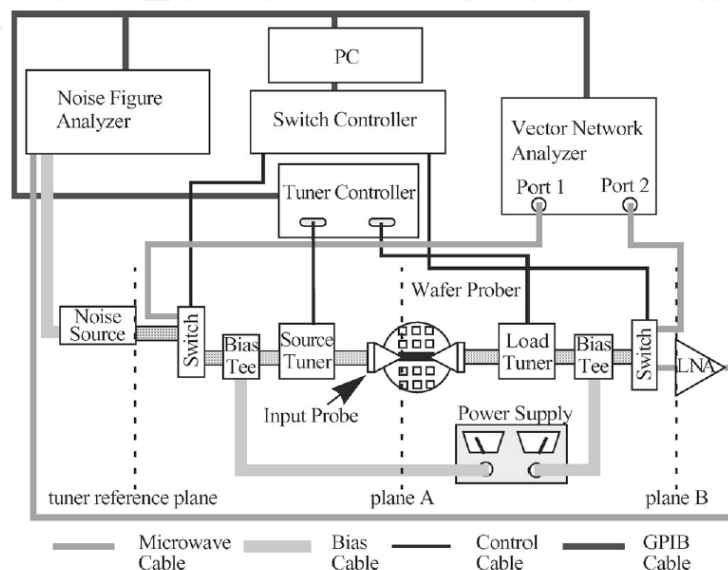 PC
Noise Figure
Analyzer
Switch Controller
Vector Network
Analyzer
Port 1
Port 2
Tuner Controller
Wafer Prober
Noise
Source
Switch
Bias
Tee
Source
Tuner
Load
Tuner
Bias
Tee
Switch
LNA
Input Probe
Power Supply
tuner reference plane
plane A
plane B
Microwave
Cable
Bias
Cable
Control
Cable
GPIB
Cable